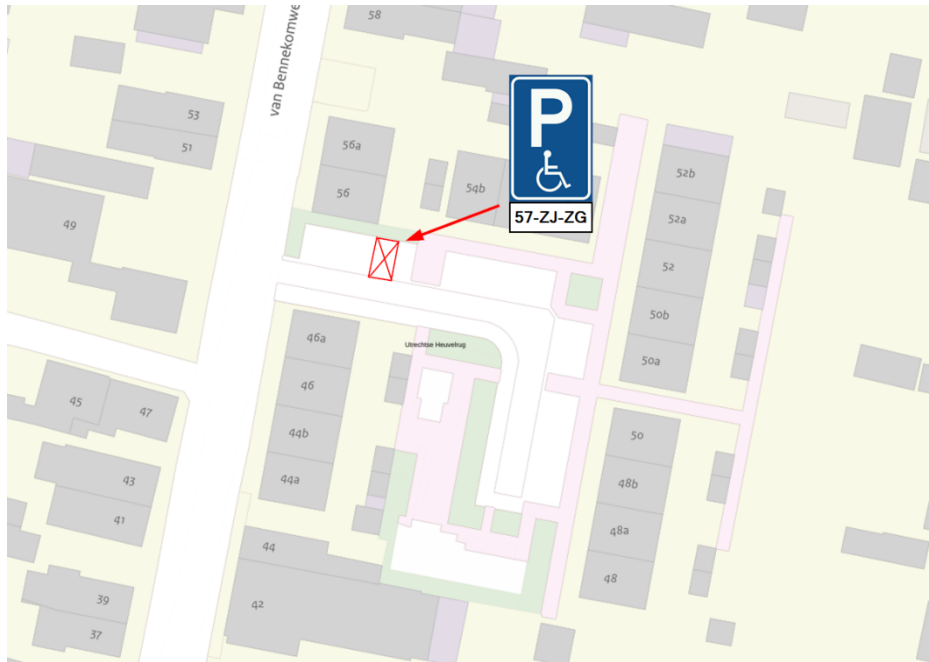 58
van Bennekomwe
53
51
56a
56
54b
P
57-ZJ-ZG
52b
52a
52
50b
50a
49
46a
46
44b
44a
Utrechtse Heuvelrug
45
47
43
41
50
48b
48a
48
44
42
39
37